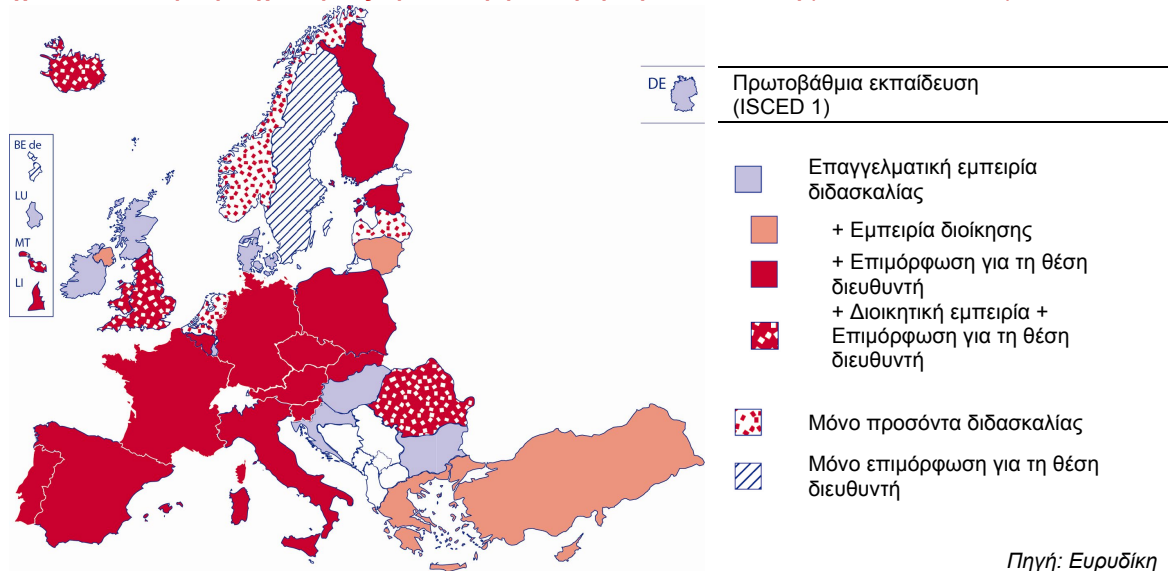 BE de
LU
MT
LI
DE
Πρωτοβάθμια εκπαίδευση
(ISCED 1)
Επαγγελματική εμπειρία
διδασκαλίας
+ Εμπειρία διοίκησης
+ Επιμόρφωση για τη θέση
διευθυντή
+ Διοικητική εμπειρία +
Επιμόρφωση για τη θέση
διευθυντή
Μόνο προσόντα διδασκαλίας
Μόνο επιμόρφωση για τη θέση
διευθυντή
Πηγή: Ευρυδίκη